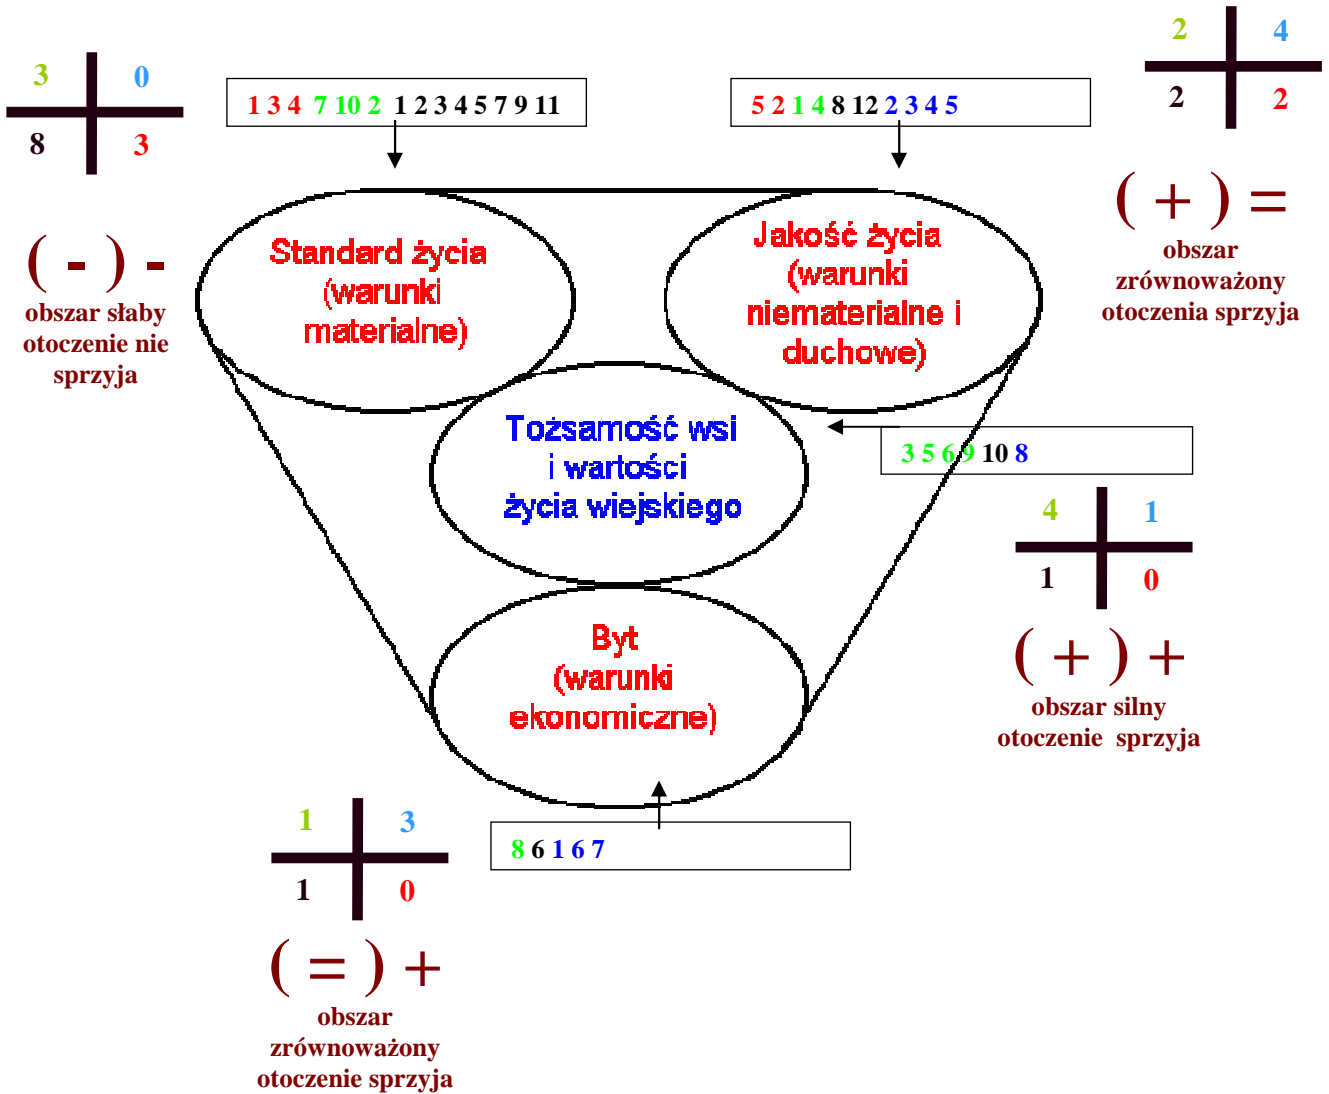 3 0
8 3
( - ) -
obszar słaby
otoczenie nie
sprzyja
1 3 4 7 10 2 1 2 3 4 5 7 9 11
5 2 1 4 8 12 2 3 4 5
2 4
2 2
( + ) =
obszar
zrównoważony
otoczenia sprzyja
Standard życia
(warunki
materialne)
Jakość życia
(warunki
niematerialne i
duchowe)
Tożsamość wsi
i wartości
życia wiejskiego
3 5 6 9 10 8
4 1
1 0
( + ) +
obszar silny
otoczenie sprzyja
Byt
(warunki
ekonomiczne)
8 6 1 6 7
1 3
1 0
( = ) +
obszar
zrównoważony
otoczenie sprzyja